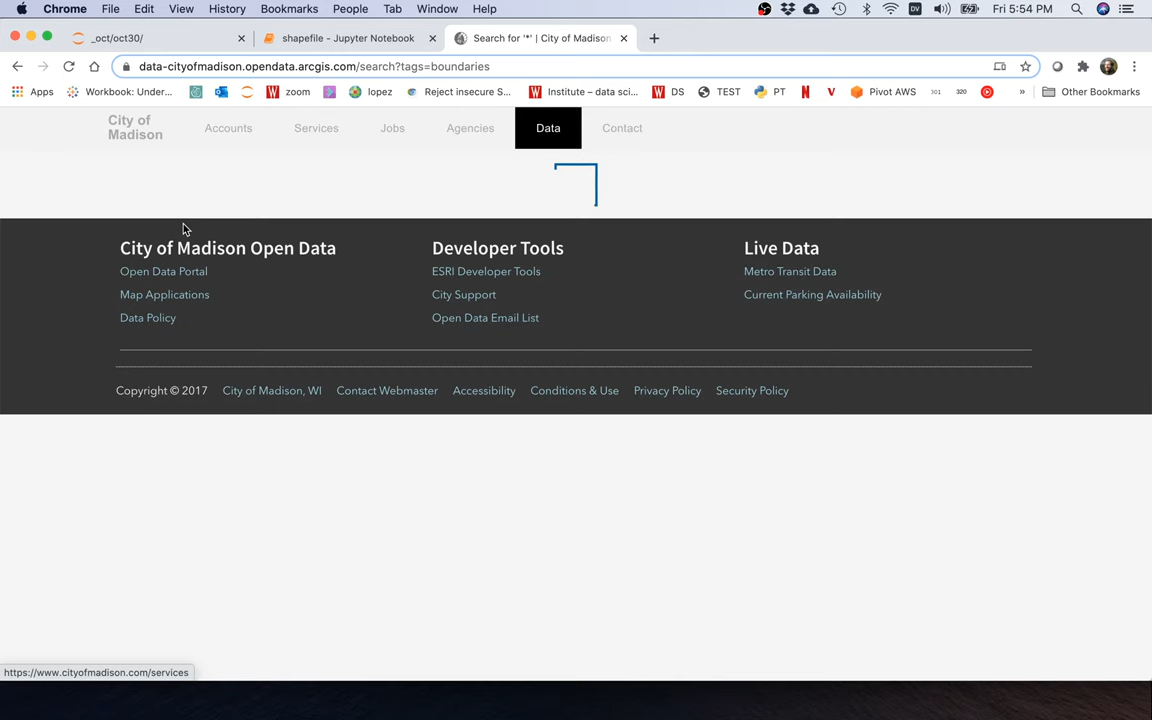 Chrome File Edit View History Bookmarks People Tab Window Help Fri 5:54 PM
_oct/oct30/ shapefile - Jupyter Notebook Search for '*' | City of Madison
data-cityofmadison.opendata.arcgis.com/search?tags=boundaries
Apps Workbook: Under... zoom lopez Reject insecure S... Institute – data sci... DS TEST PT Pivot AWS 301 320 » Other Bookmarks
City of
Madison
Accounts Services Jobs Agencies Data Contact
City of Madison Open Data Developer Tools Live Data
Open Data Portal ESRI Developer Tools Metro Transit Data
Map Applications City Support Current Parking Availability
Data Policy Open Data Email List
Copyright © 2017 City of Madison, WI Contact Webmaster Accessibility Conditions & Use Privacy Policy Security Policy
https://www.cityofmadison.com/services